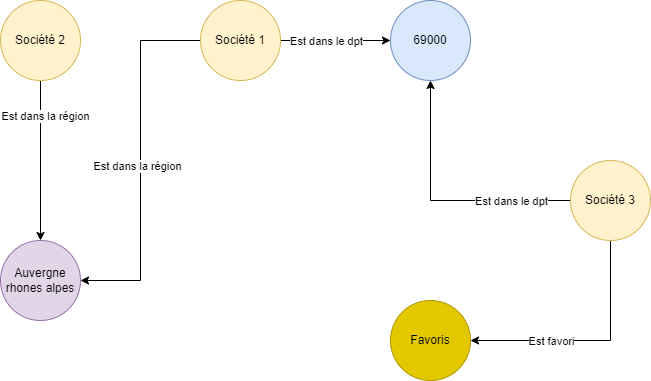 Société 2
Société 1
Est dans le dpt
69000
Est dans la région
Est dans la région
Est dans le dpt
Société 3
Auvergne
rhones alpes
Favoris
Est favori